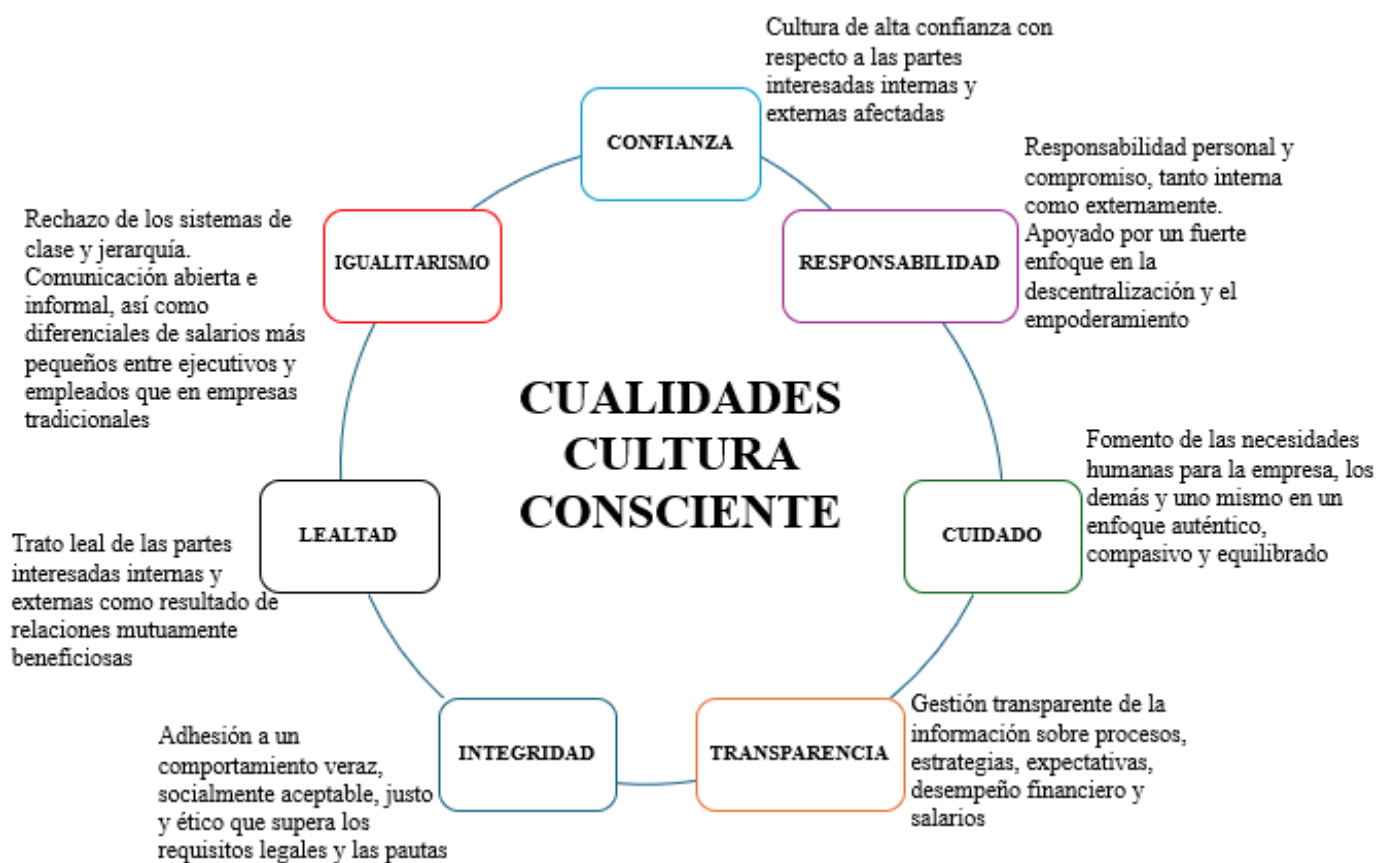 Cultura de alta confianza con
respecto a las partes
interesadas internas y
externas afectadas
CONFIANZA
Responsabilidad personal y
compromiso, tanto interna
como externamente.
Apoyado por un fuerte
enfoque en la
descentralización y el
empoderamiento
RESPONSABILIDAD
Rechazo de los sistemas de
clase y jerarquía.
Comunicación abierta e
informal, así como
diferenciales de salarios más
pequeños entre ejecutivos y
empleados que en empresas
tradicionales
IGUALITARISMO
CUALIDADES
CULTURA
CONSCIENTE
Fomento de las necesidades
humanas para la empresa, los
demás y uno mismo en un
enfoque auténtico,
compasivo y equilibrado
CUIDADO
LEALTAD
Trato leal de las partes
interesadas internas y
externas como resultado de
relaciones mutuamente
beneficiosas
Gestión transparente de la
información sobre procesos,
estrategias, expectativas,
desempeño financiero y
salarios
TRANSPARENCIA
INTEGRIDAD
Adhesión a un
comportamiento veraz,
socialmente aceptable, justo
y ético que supera los
requisitos legales y las pautas